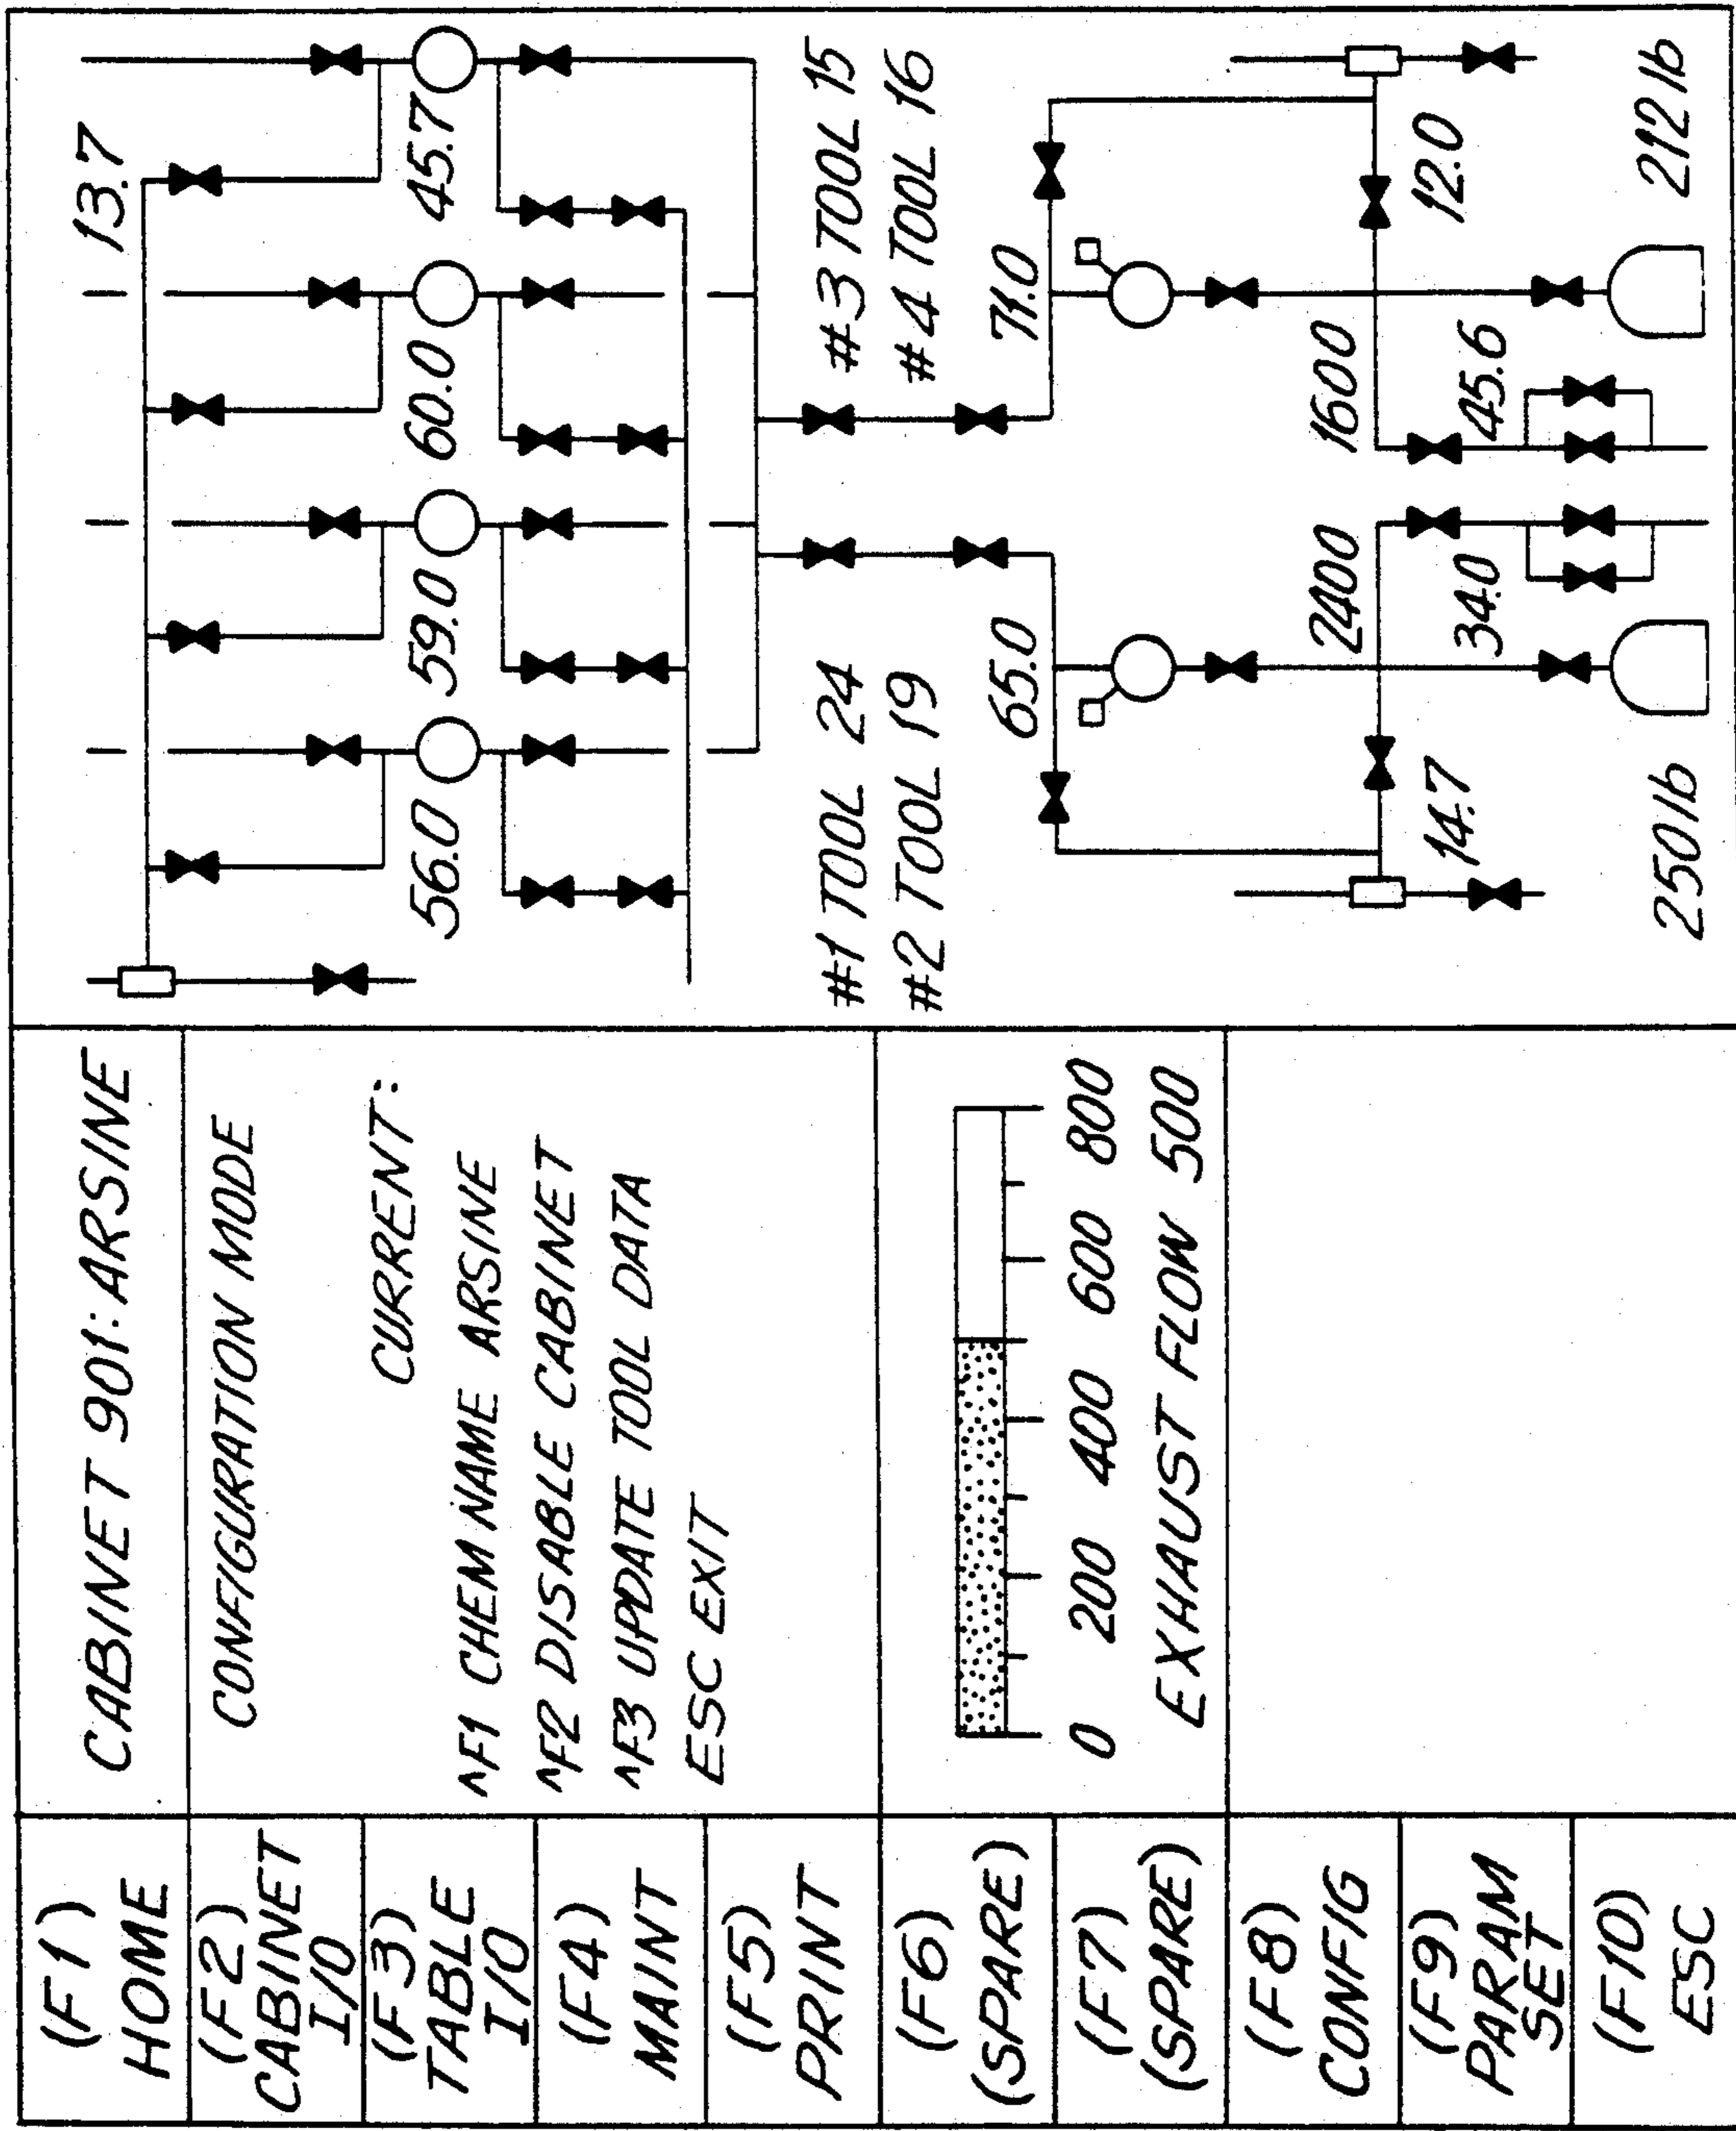 (F1)
HOME
(F2)
CABINET
I/O
(F3)
TABLE
I/O
(F4)
MAINT
(F5)
PRINT
(F6)
(SPARE)
(F7)
(SPARE)
(F8)
CONFIG
(F9)
PARAM
SET
(F10)
ESC
CABINET 901: ARSINE
CONFIGURATION MODE
CURRENT:
^F1 CHEM NAME ARSINE
^F2 DISABLE CABINET
^F3 UPDATE TOOL DATA
ESC EXIT
0 200 400 600 800
EXHAUST FLOW 500
13.7
56.0 59.0 60.0 45.7
#1 TOOL 24 #3 TOOL 15
#2 TOOL 19 #4 TOOL 16
65.0 71.0
2400 1600
14.7 34.0 45.6 12.0
250 lb 212 lb